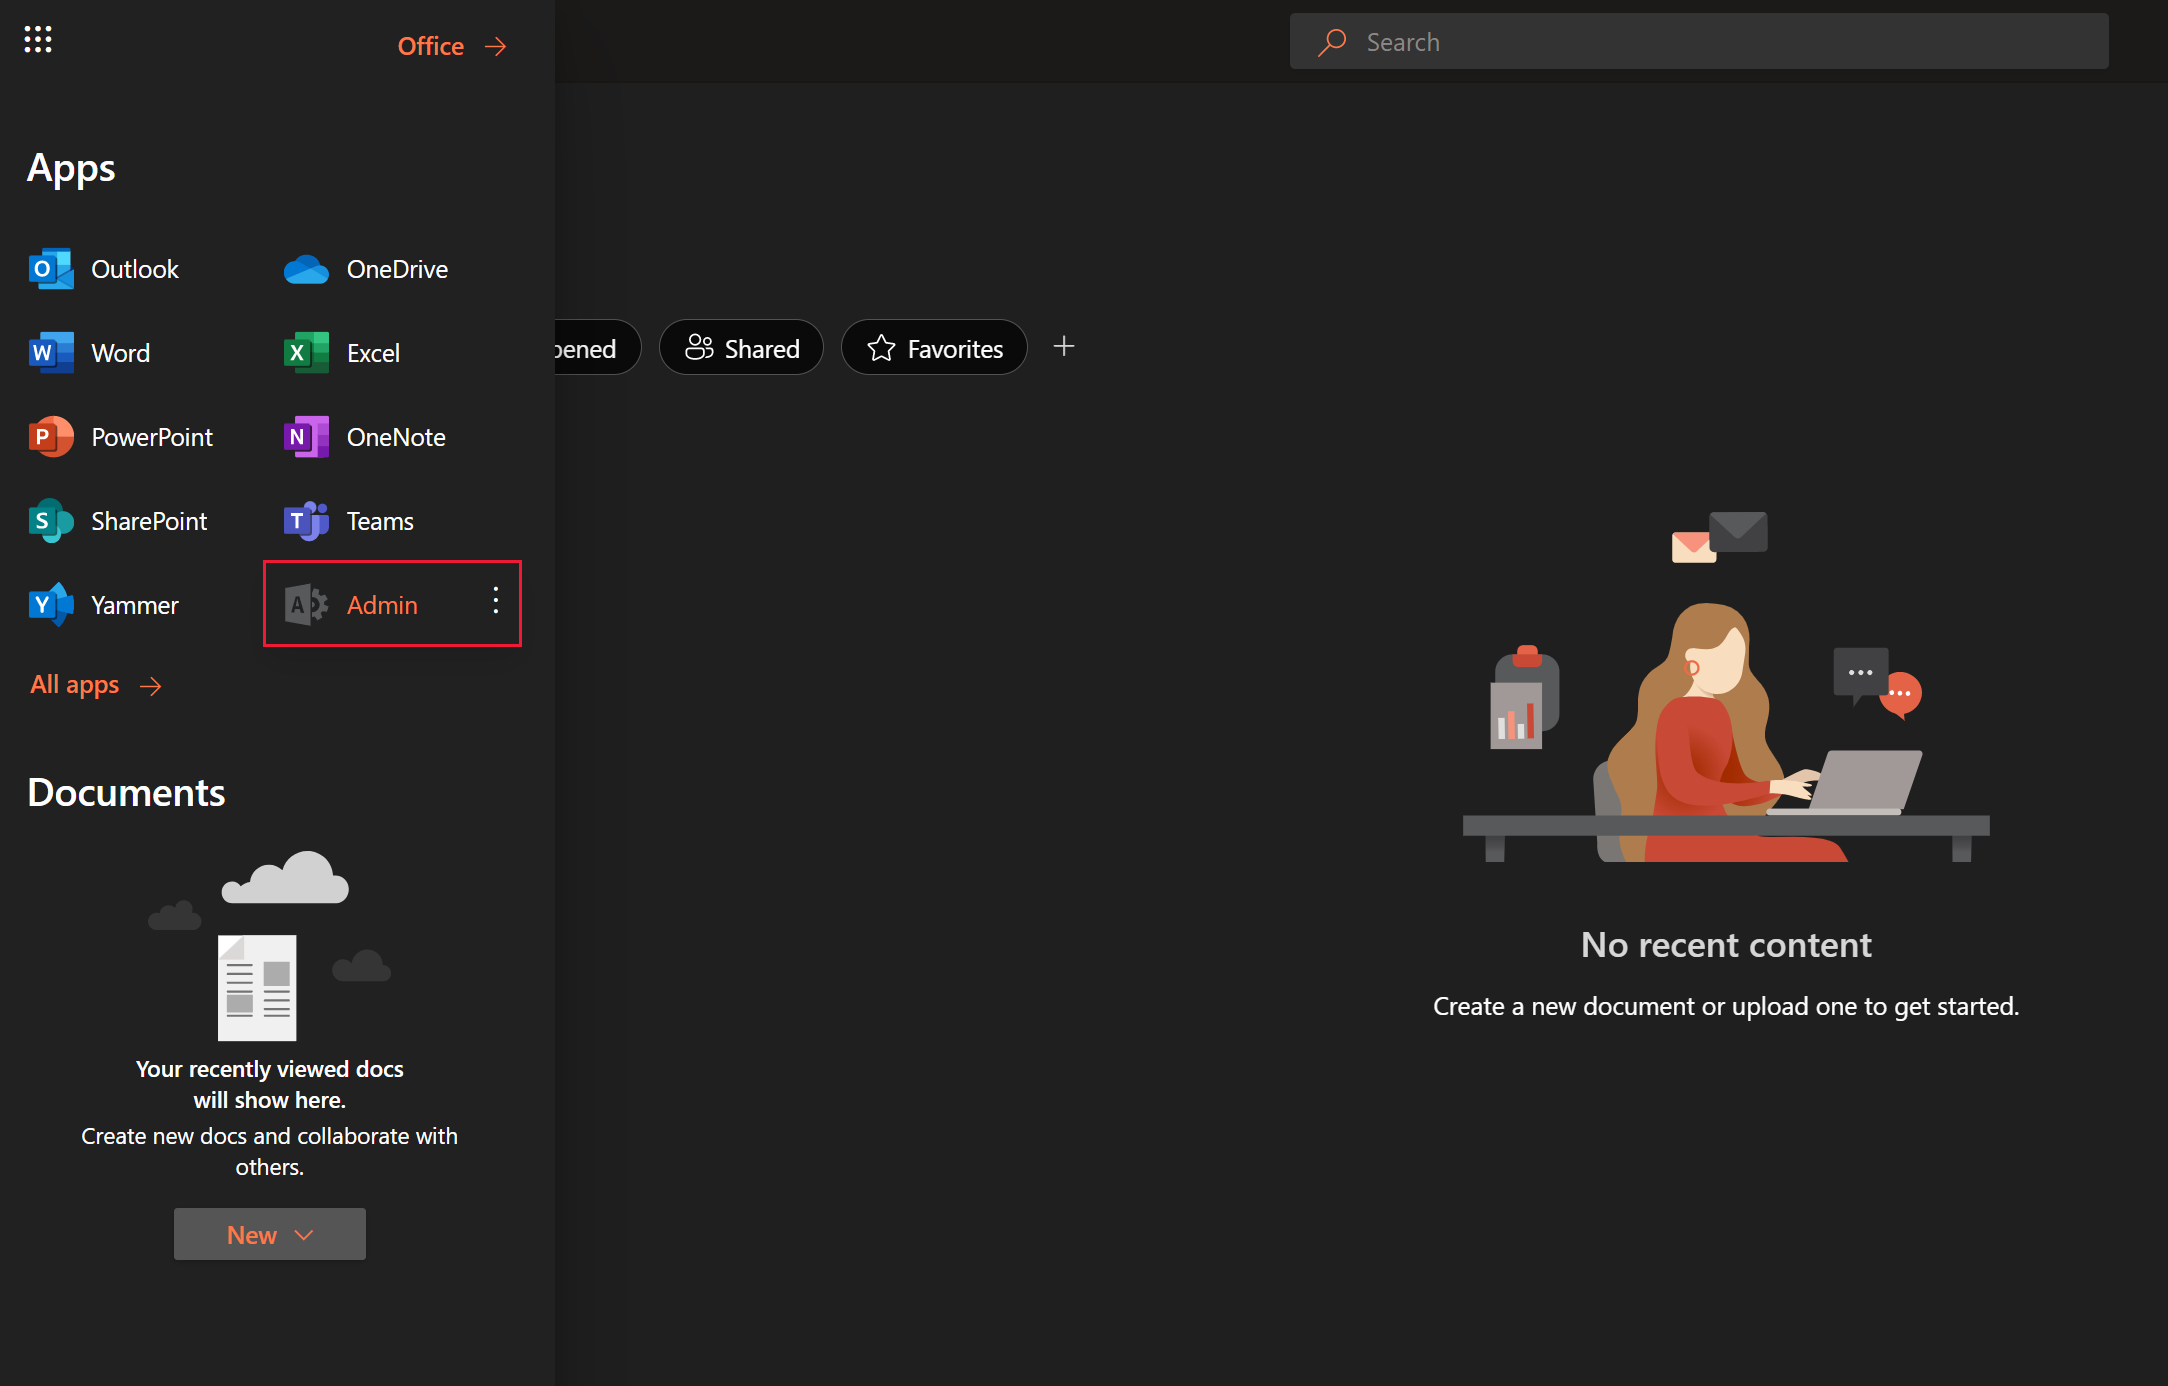 Office
Search
Apps
Outlook
OneDrive
Word
Excel
PowerPoint
OneNote
SharePoint
Teams
Yammer
Admin
All apps
pened
Shared
Favorites
Documents
Your recently viewed docs
will show here.
Create new docs and collaborate with
others.
New
No recent content
Create a new document or upload one to get started.